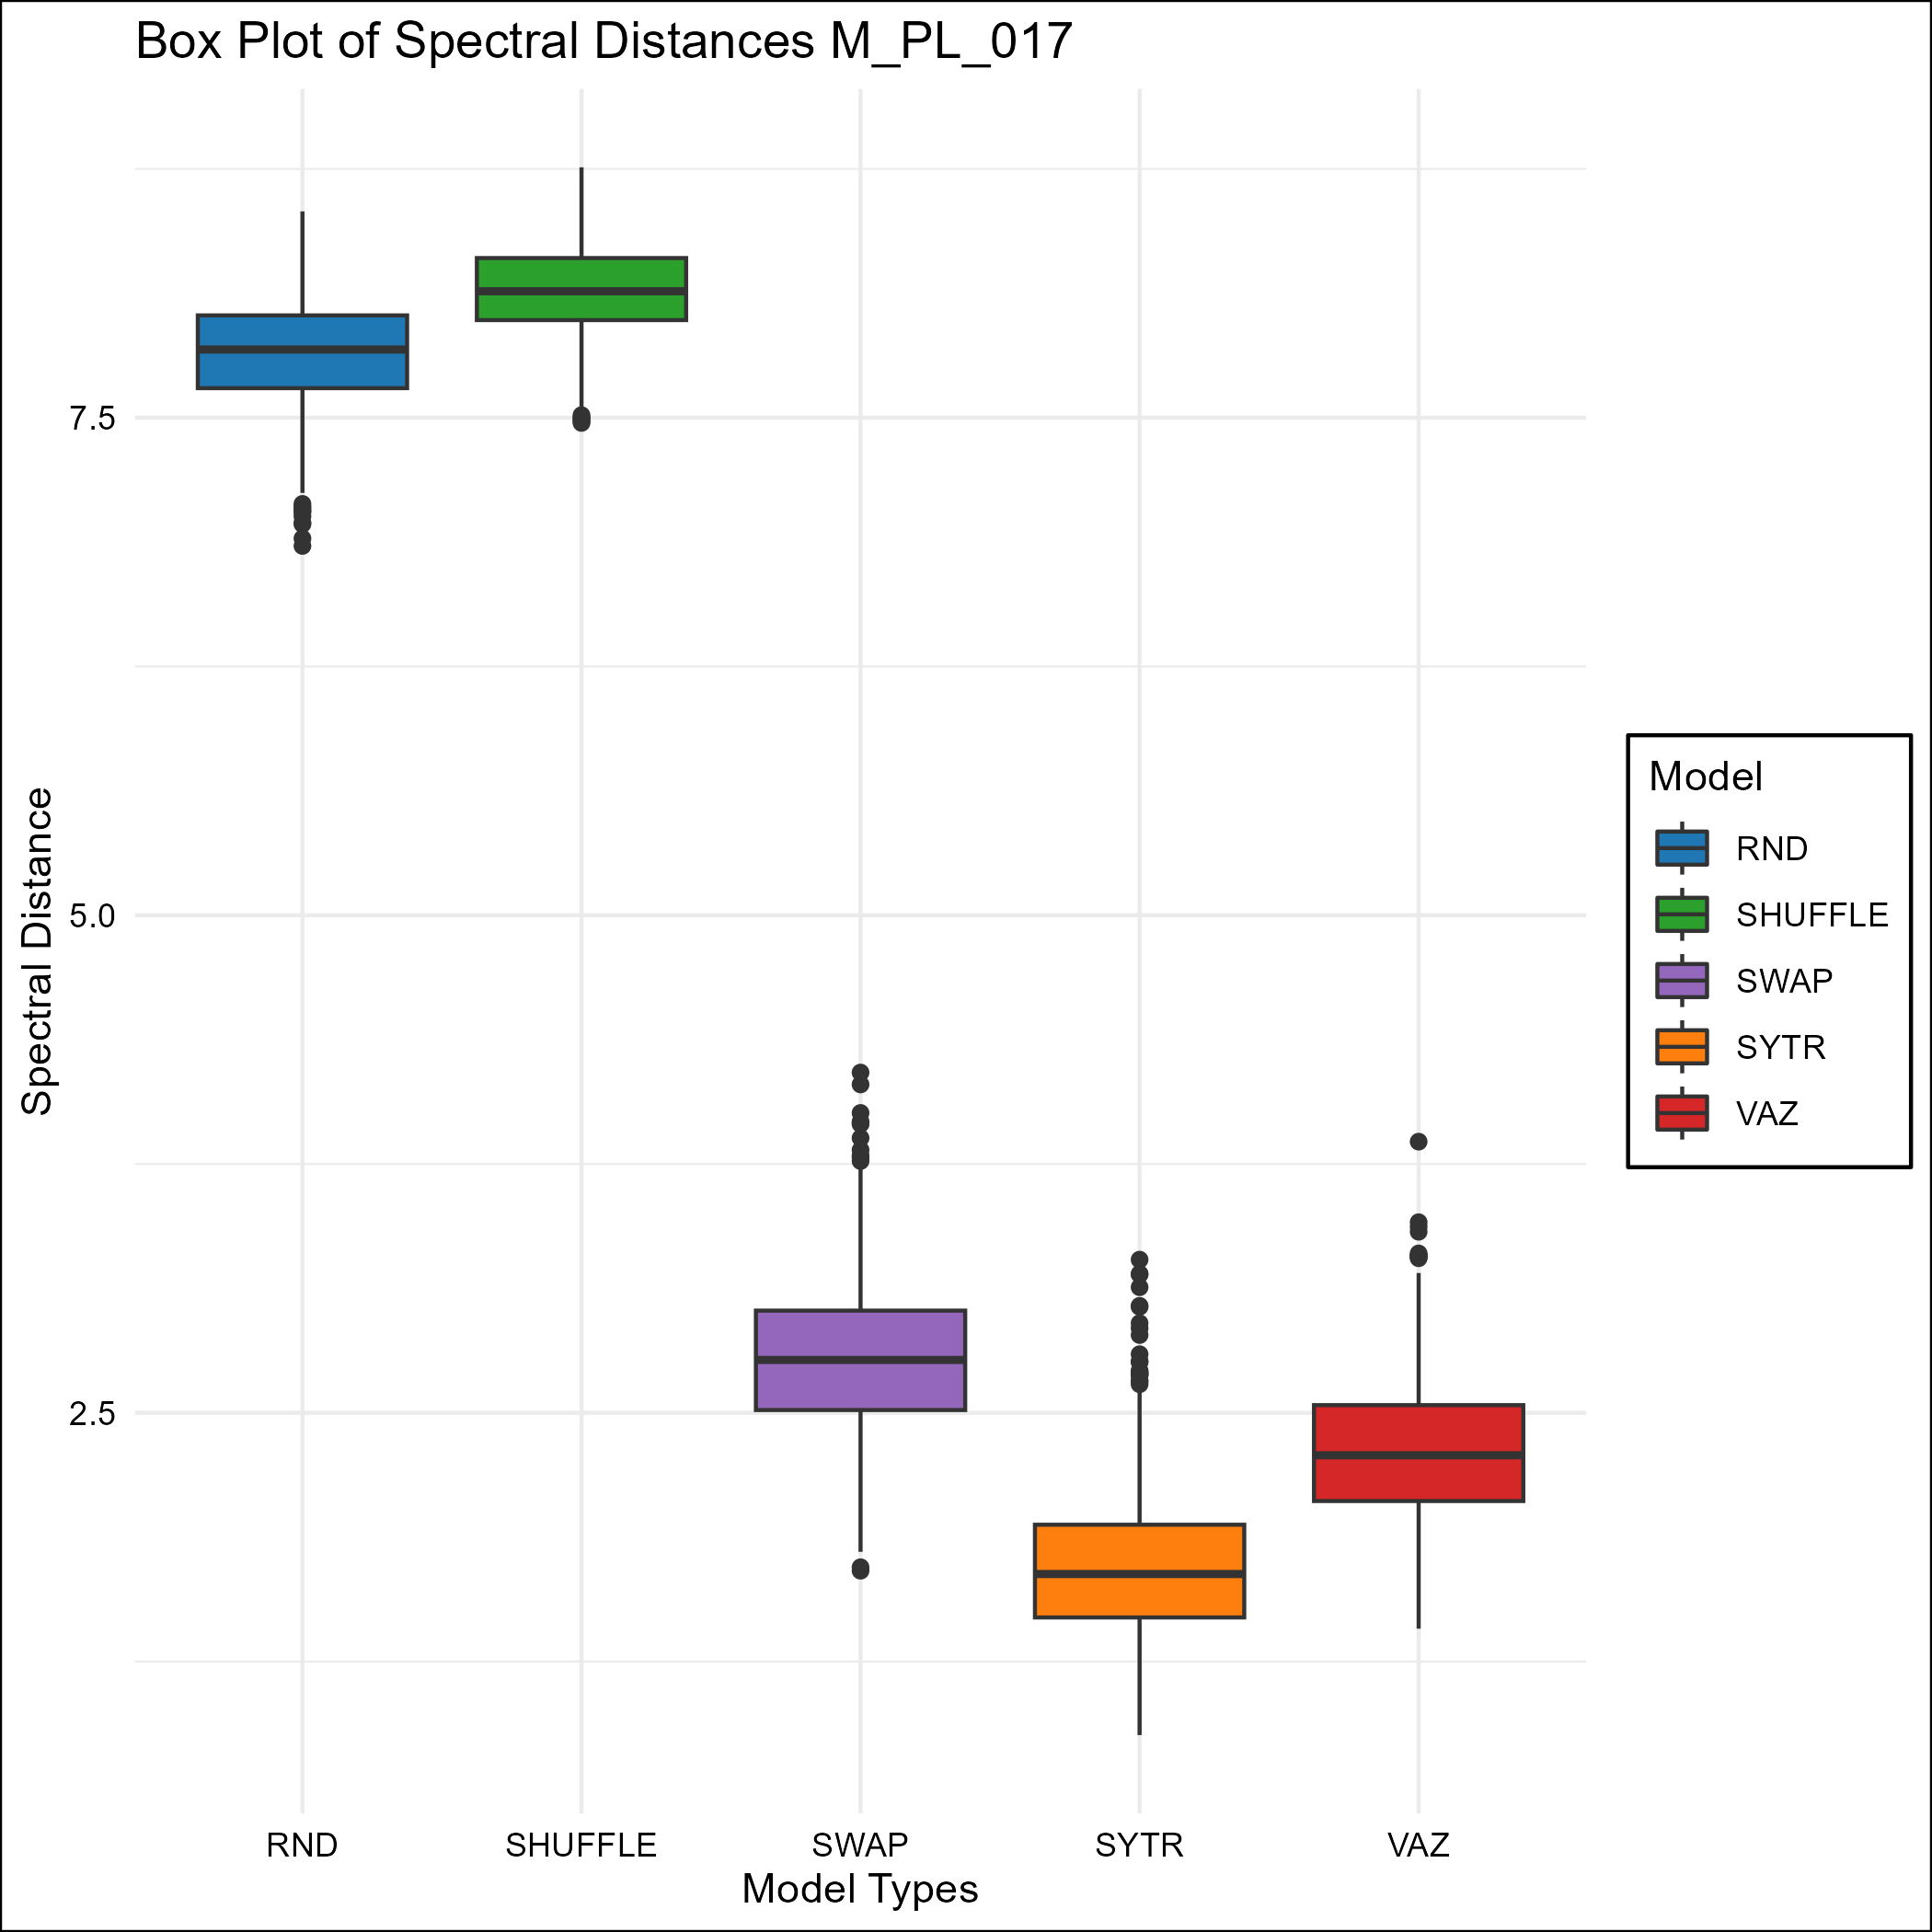 Box Plot of Spectral Distances M_PL_017
Spectral Distance
7.5
5.0
2.5
RND
SHUFFLE
SWAP
SYTR
VAZ
Model Types
Model
RND
SHUFFLE
SWAP
SYTR
VAZ